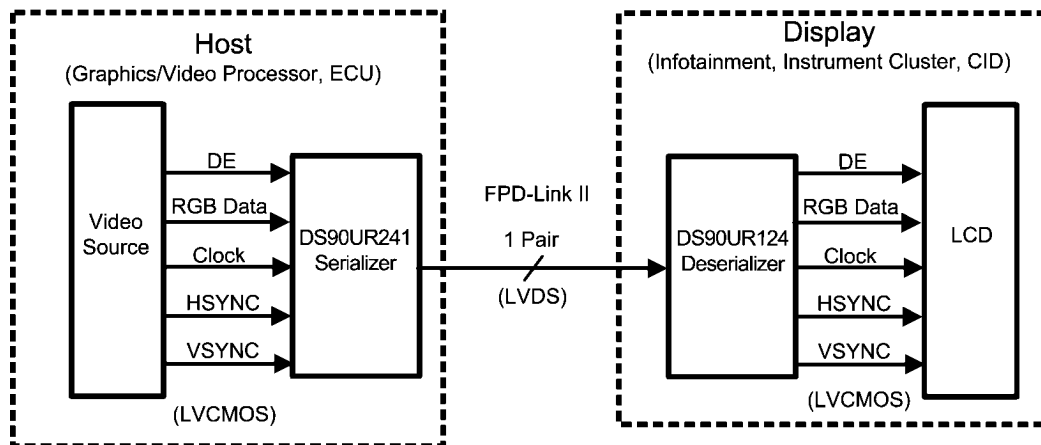 Host
(Graphics/Video Processor, ECU)
Video
Source
DE
RGB Data
Clock
HSYNC
VSYNC
(LVCMOS)
DS90UR241
Serializer
FPD-Link II
1 Pair
(LVDS)
Display
(Infotainment, Instrument Cluster, CID)
DS90UR124
Deserializer
DE
RGB Data
Clock
HSYNC
VSYNC
(LVCMOS)
LCD